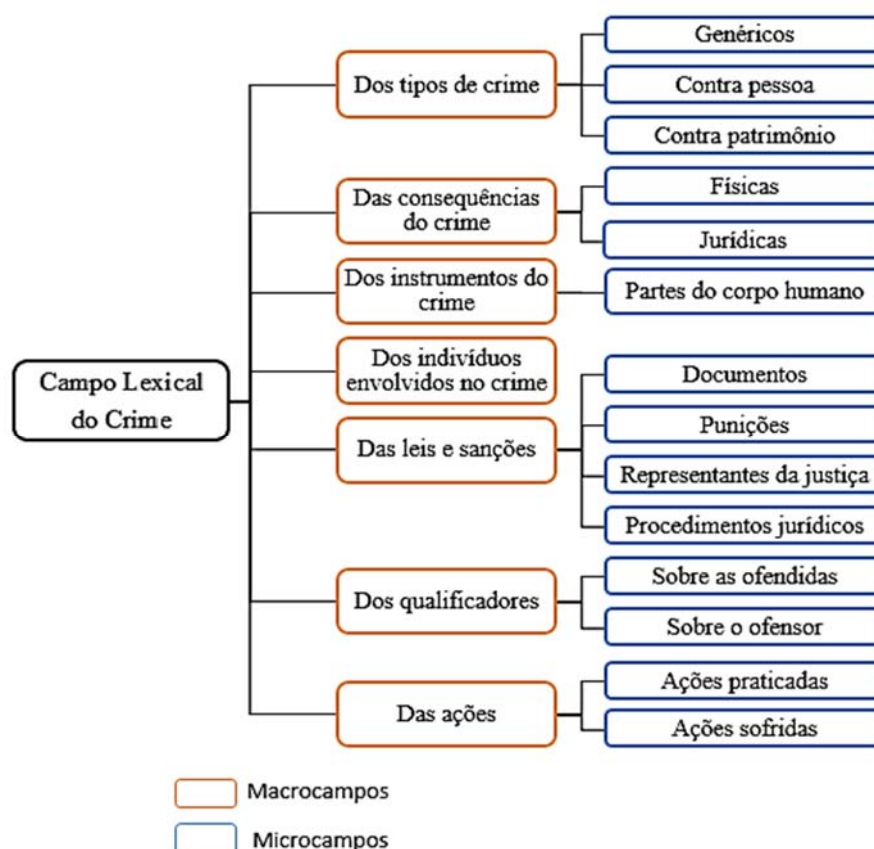 Campo Lexical
do Crime
Dos tipos de crime
Genéricos
Contra pessoa
Contra patrimônio
Das consequências
do crime
Físicas
Jurídicas
Dos instrumentos do
crime
Partes do corpo humano
Dos indivíduos
envolvidos no crime
Das leis e sanções
Documentos
Punições
Representantes da justiça
Procedimentos jurídicos
Dos qualificadores
Sobre as ofendidas
Sobre o ofensor
Das ações
Ações praticadas
Ações sofridas
Macrocampos
Microcampos